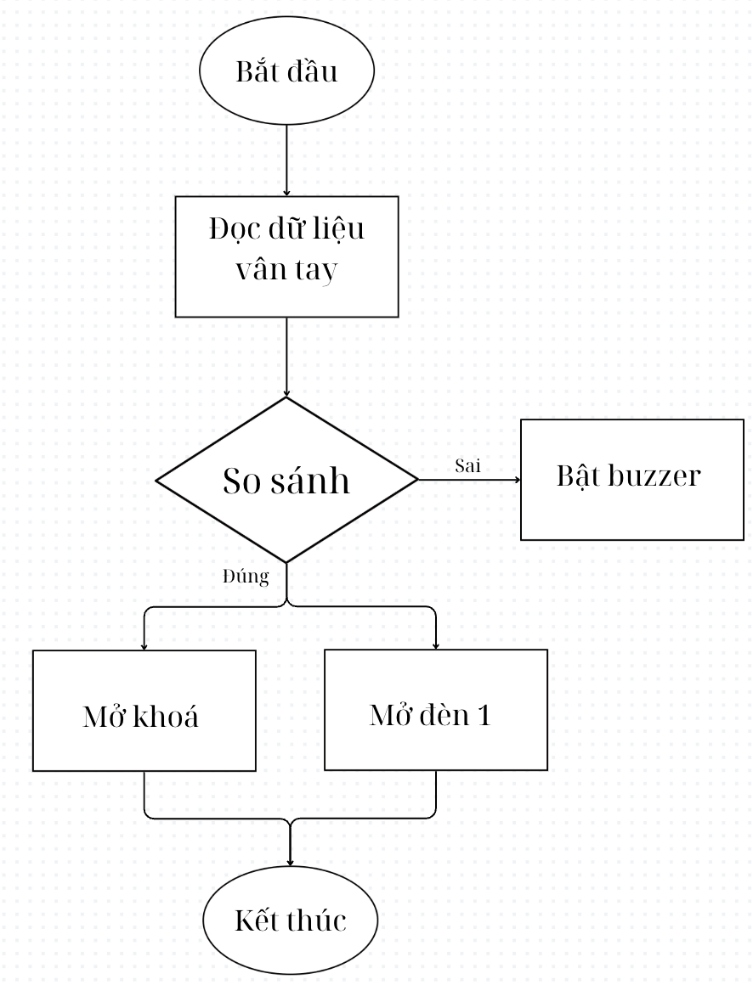 Bắt đầu
Đọc dữ liệu
vân tay
So sánh
Sai
Bật buzzer
Đúng
Mở khoá
Mở đèn 1
Kết thúc